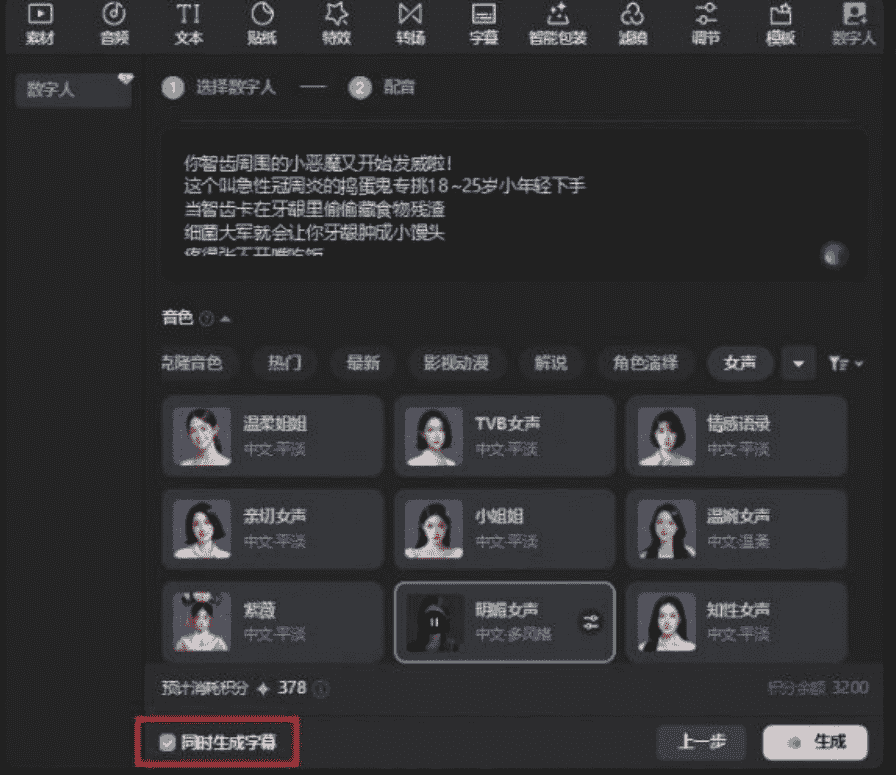 素材 音频 文本 贴纸 特效 转场 字幕 智能包装 滤镜 调节 模板 数字人
数字人
1 选择数字人 — 2 配音
你智齿周围的小恶魔又开始发威啦！
这个叫急性冠周炎的捣蛋鬼专挑18~25岁小年轻下手
当智齿卡在牙龈里偷偷藏食物残渣
细菌大军就会让你牙龈肿成小馒头
音色
克隆音色 热门 最新 影视动漫 解说 角色演绎 女声
温柔姐姐 TVB女声 情感语录
中文·平淡 中文·平淡 中文·平淡
亲切女声 小姐姐 温婉女声
中文·平淡 中文·平淡 中文·温柔
紫薇 明媚女声 知性女声
中文·平淡 中文·多风格 中文·平淡
预计消耗积分 378 积分余额 3200
同时生成字幕 上一步 生成